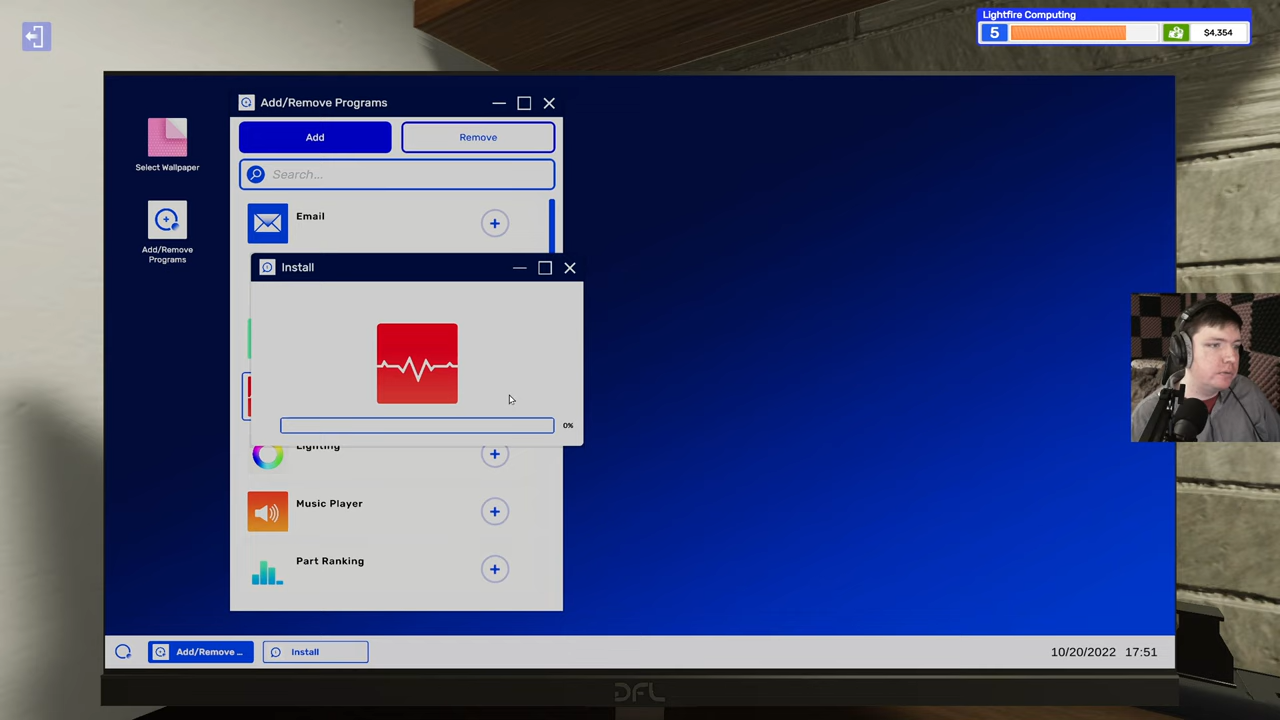 Lightfire Computing
5
$4,354
Add/Remove Programs
Add
Remove
Select Wallpaper
Search...
Email
Add/Remove
Programs
Install
0%
Lighting
Music Player
Part Ranking
Add/Remove ...
Install
10/20/2022 17:51
DFL